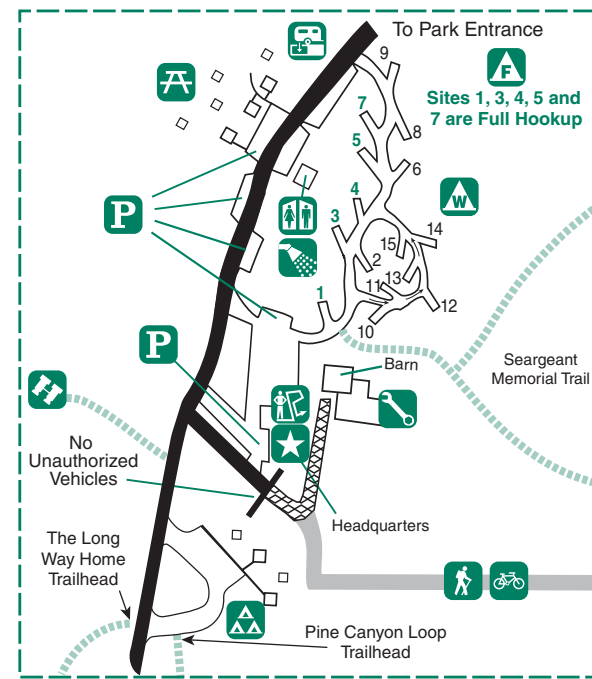 To Park Entrance
F
Sites 1, 3, 4, 5 and
7 are Full Hookup
9
7
8
5
6
4
W
P
3
14
15
2
13
11
12
1
10
P
Barn
Seargeant
Memorial Trail
No
Unauthorized
Vehicles
Headquarters
The Long
Way Home
Trailhead
Pine Canyon Loop
Trailhead